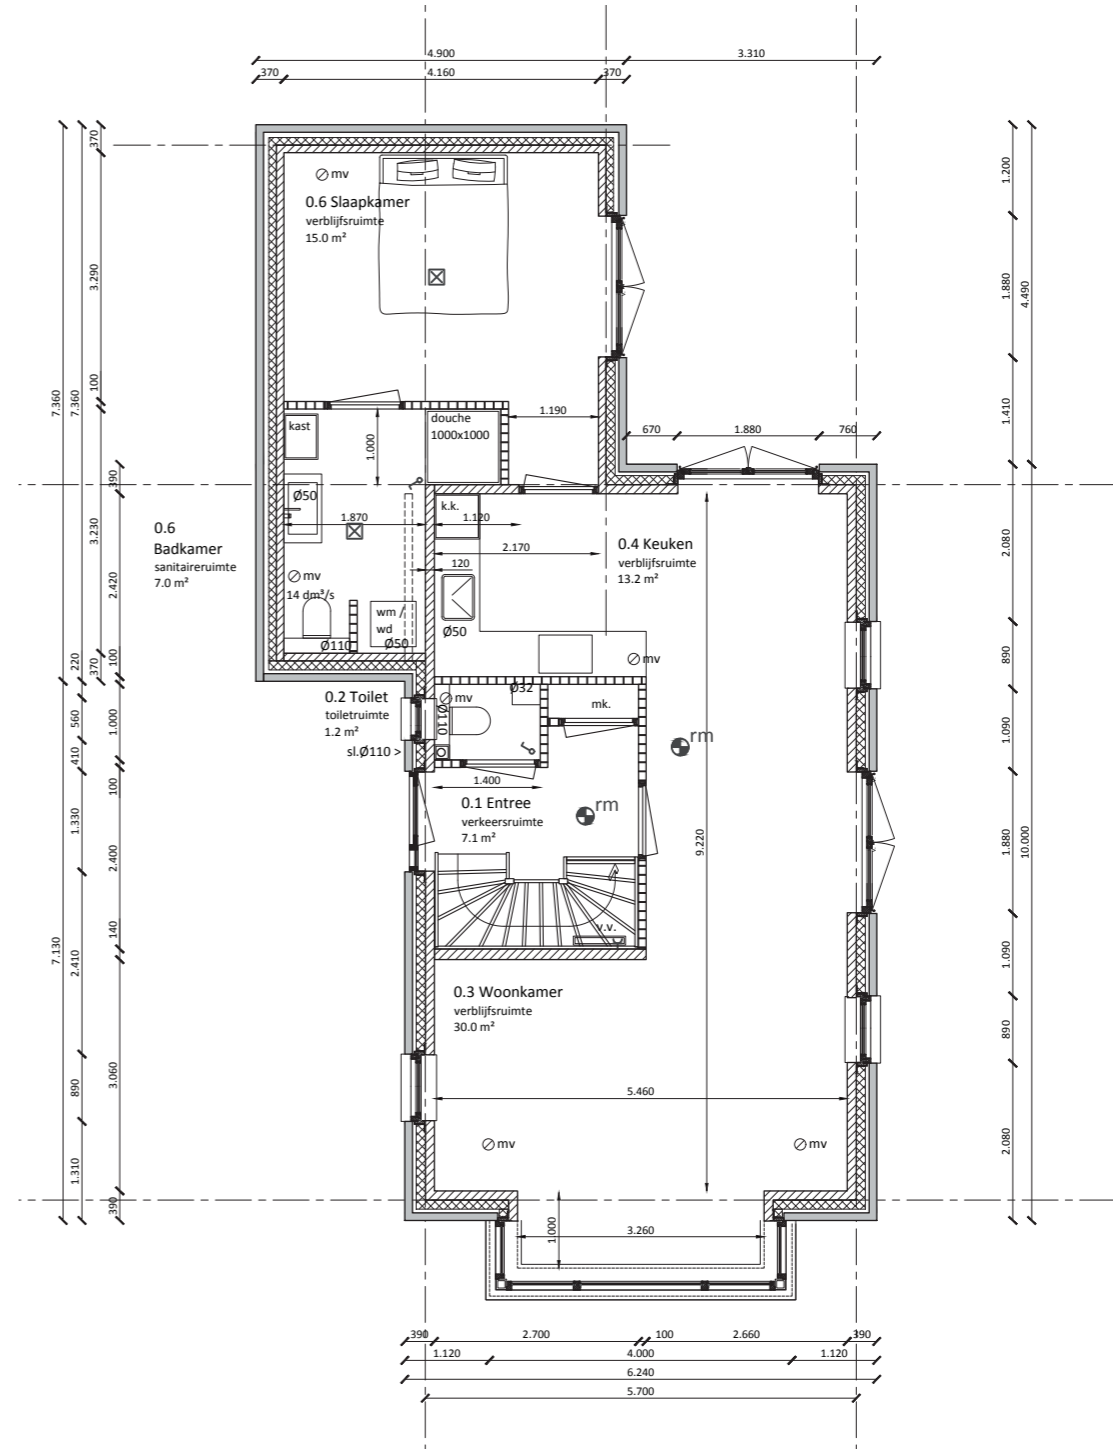 4.900
3.310
370
4.160
370
370
7.360
7.360
3.290
100
390
3.230
2.420
220
370
100
560
1.000
410
100
1.330
2.400
140
7.130
2.410
3.060
890
1.310
390
1.200
1.880
4.490
1.410
2.080
890
1.090
1.880
10.000
1.090
890
2.080
mv
0.6 Slaapkamer
verblijfsruimte
15.0 m²
kast
1.000
douche
1000x1000
1.190
670
1.880
760
Ø50
1.870
k.k.
1.120
2.170
120
0.4 Keuken
verblijfsruimte
13.2 m²
0.6
Badkamer
sanitaireruimte
7.0 m²
mv
14 dm³/s
wm /
wd
Ø50
Ø110
Ø50
mv
0.2 Toilet
toiletruimte
1.2 m²
sl.Ø110 >
mv
Ø110
Ø32
mk.
rm
1.400
0.1 Entree
verkeersruimte
7.1 m²
rm
9.220
v.v.
0.3 Woonkamer
verblijfsruimte
30.0 m²
5.460
mv
mv
1.000
3.260
390
2.700
100
2.660
390
1.120
4.000
1.120
6.240
5.700